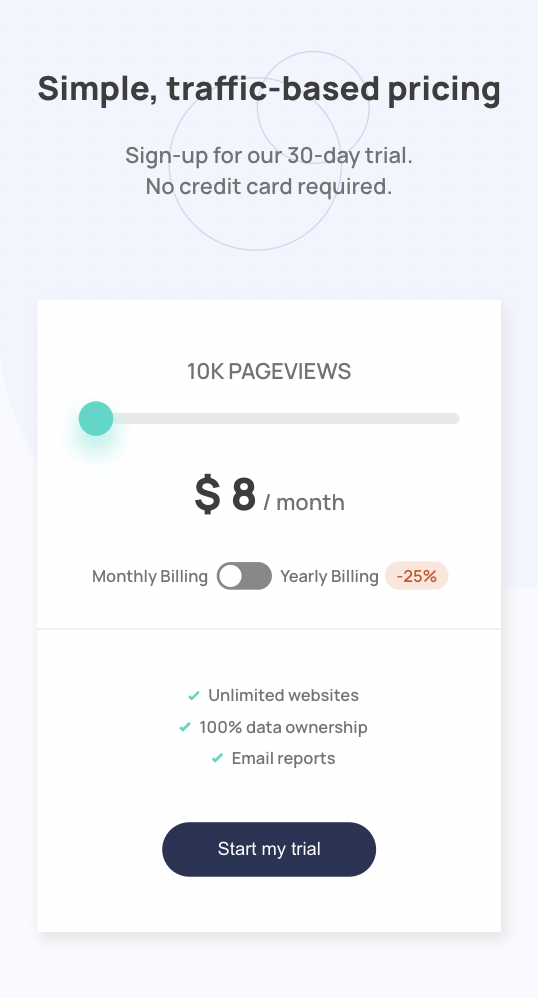 Simple, traffic-based pricing
Sign-up for our 30-day trial.
No credit card required.
10K PAGEVIEWS
$ 8 / month
Monthly Billing Yearly Billing -25%
Unlimited websites
100% data ownership
Email reports
Start my trial